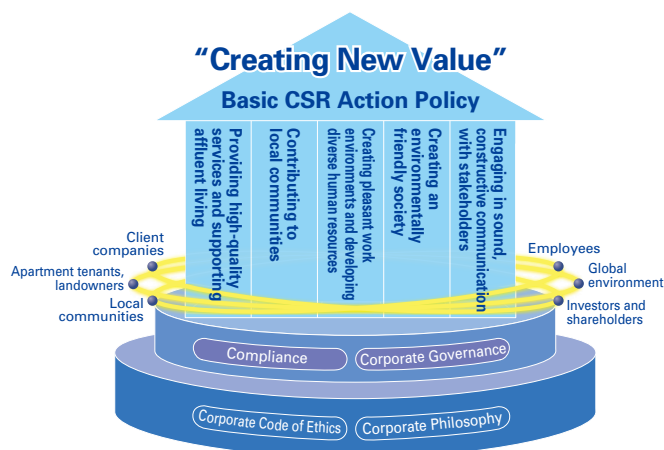 “Creating New Value”
Basic CSR Action Policy
Providing high-quality
services and supporting
affluent living
Contributing to
local communities
Creating pleasant work
environments and developing
diverse human resources
Creating an
environmentally
friendly society
Engaging in sound,
constructive communication
with stakeholders
Client
companies
Apartment tenants,
landowners
Local
communities
Employees
Global
environment
Investors and
shareholders
Compliance
Corporate Governance
Corporate Code of Ethics
Corporate Philosophy